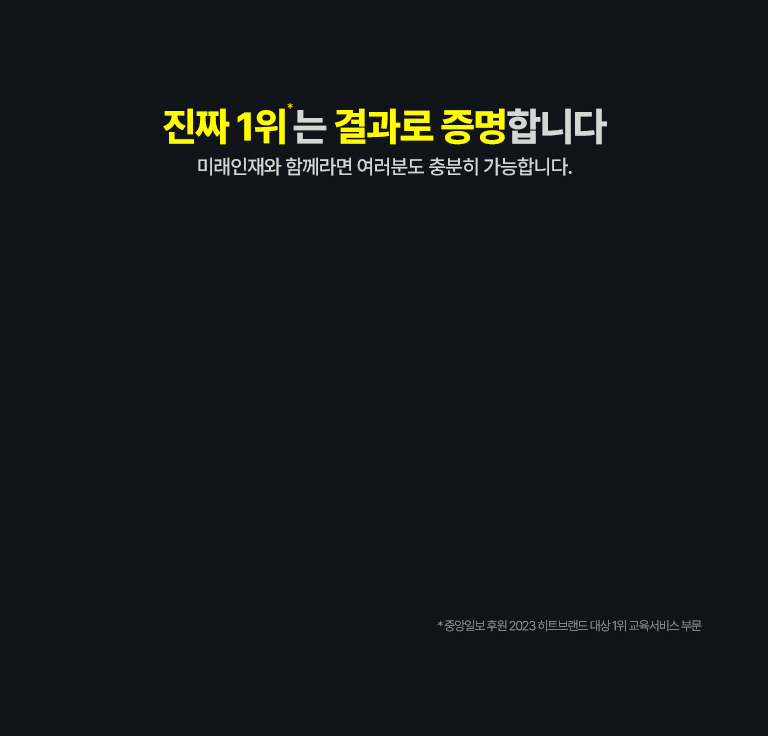 진짜 1위*는 결과로 증명합니다
미래인재와 함께라면 여러분도 충분히 가능합니다.
* 중앙일보 후원 2023 히트브랜드 대상 1위 교육서비스 부문